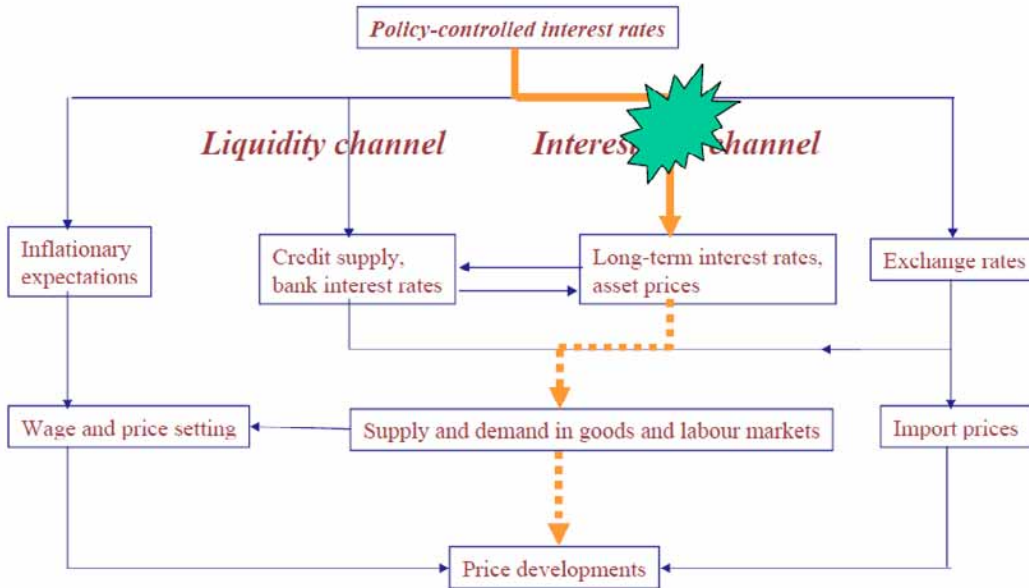 Policy-controlled interest rates
Liquidity channel
Interes channel
Inflationary
expectations
Credit supply,
bank interest rates
Long-term interest rates,
asset prices
Exchange rates
Wage and price setting
Supply and demand in goods and labour markets
Import prices
Price developments